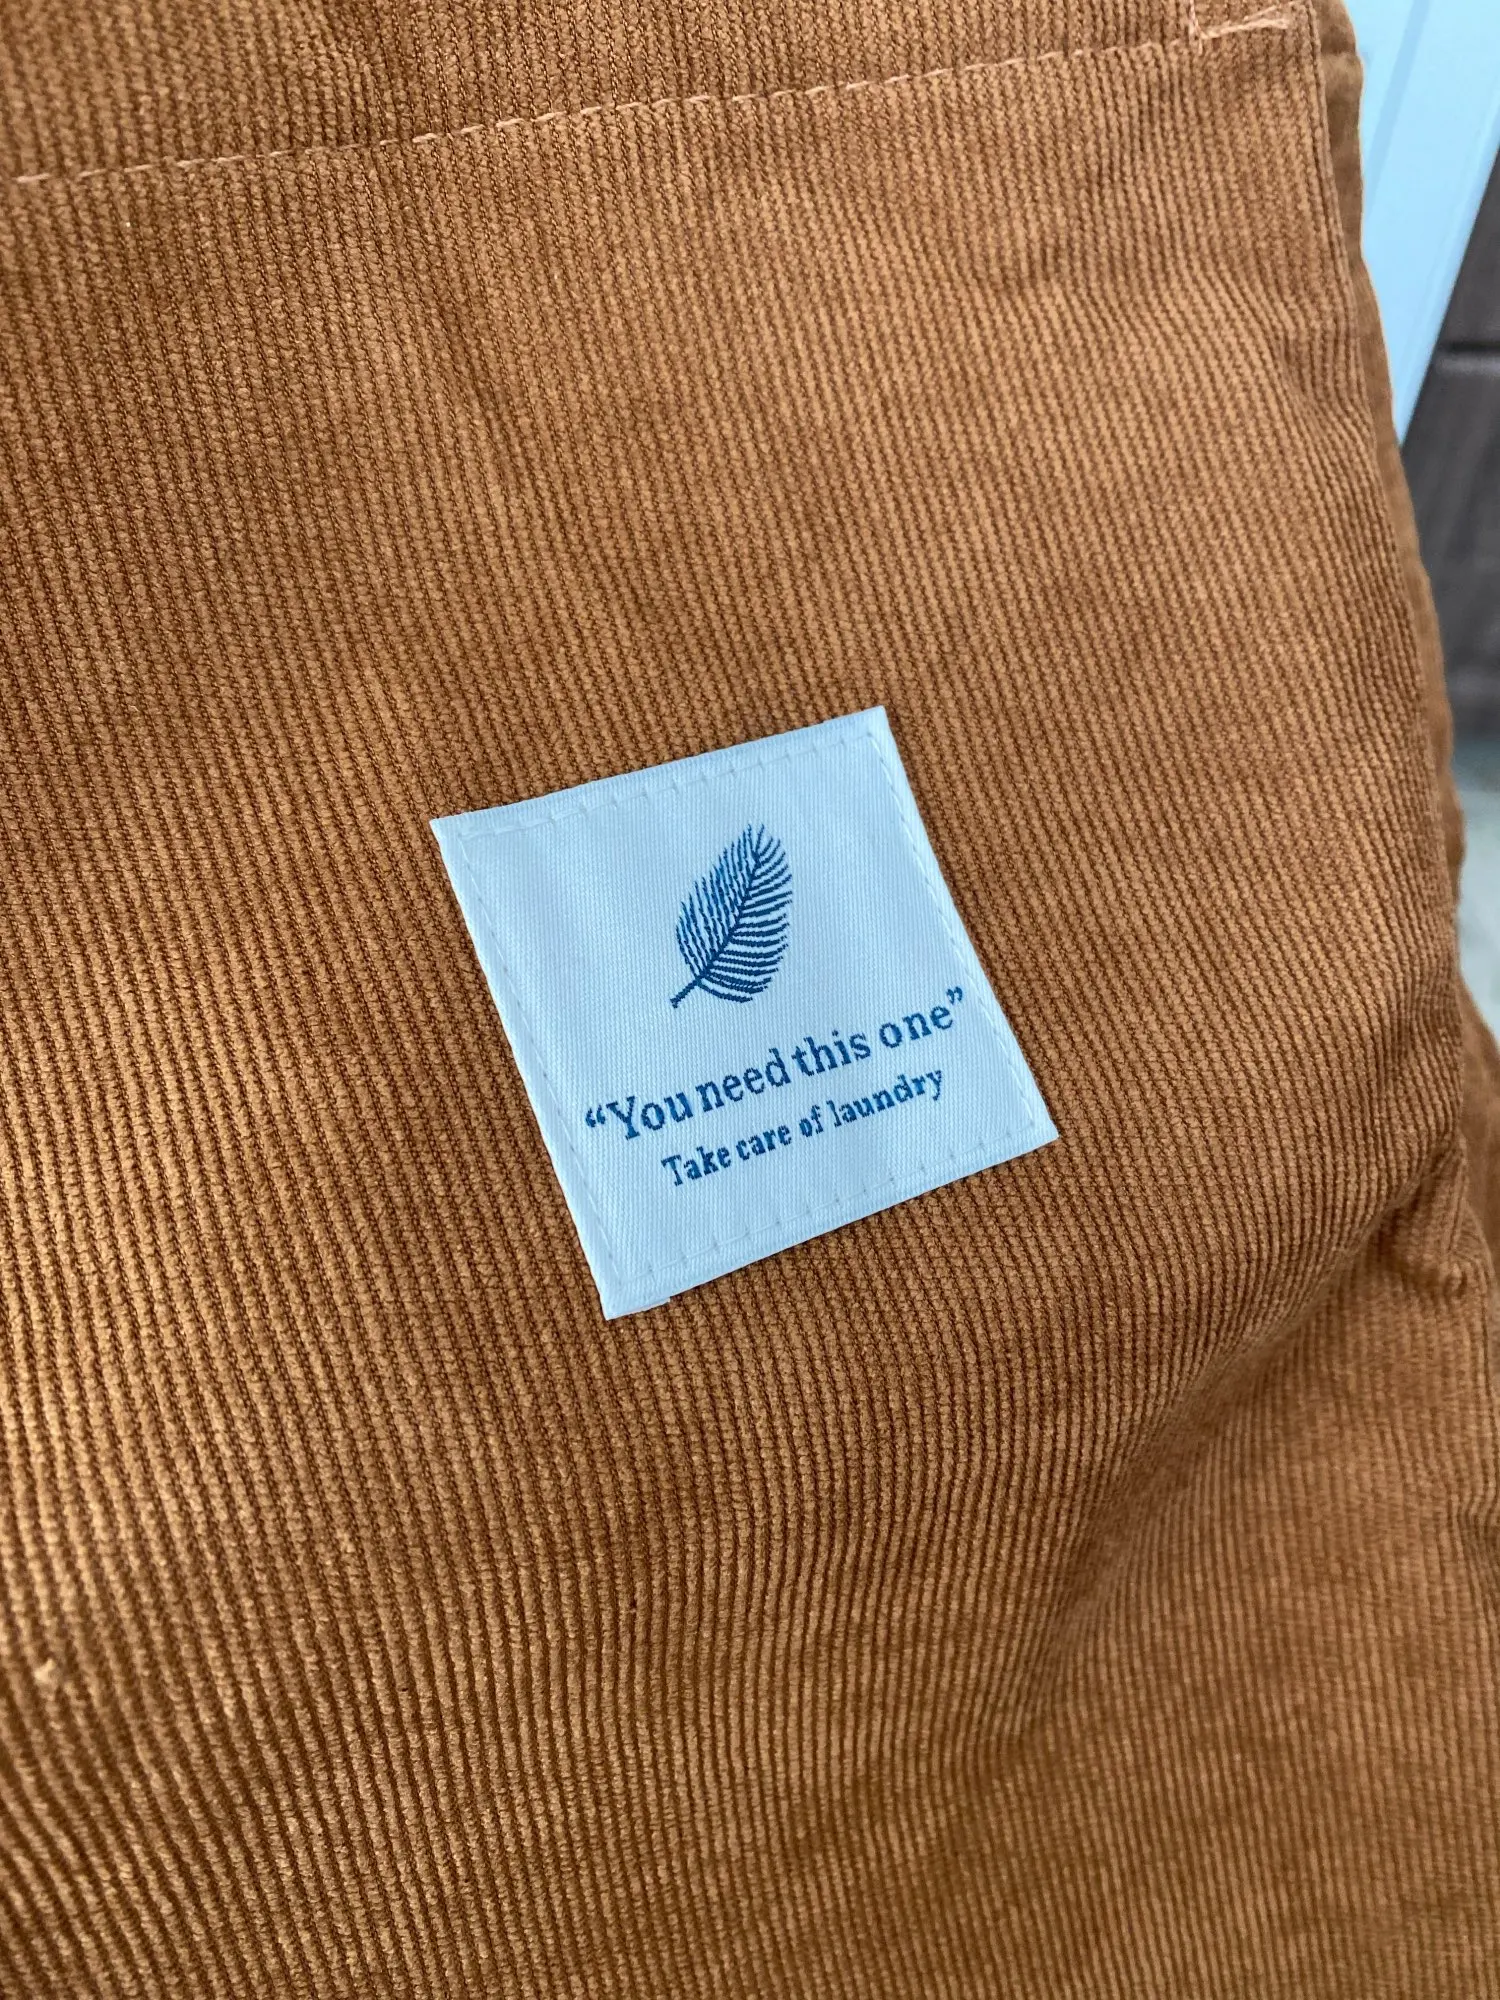 “You need this one”
Take care of laundry